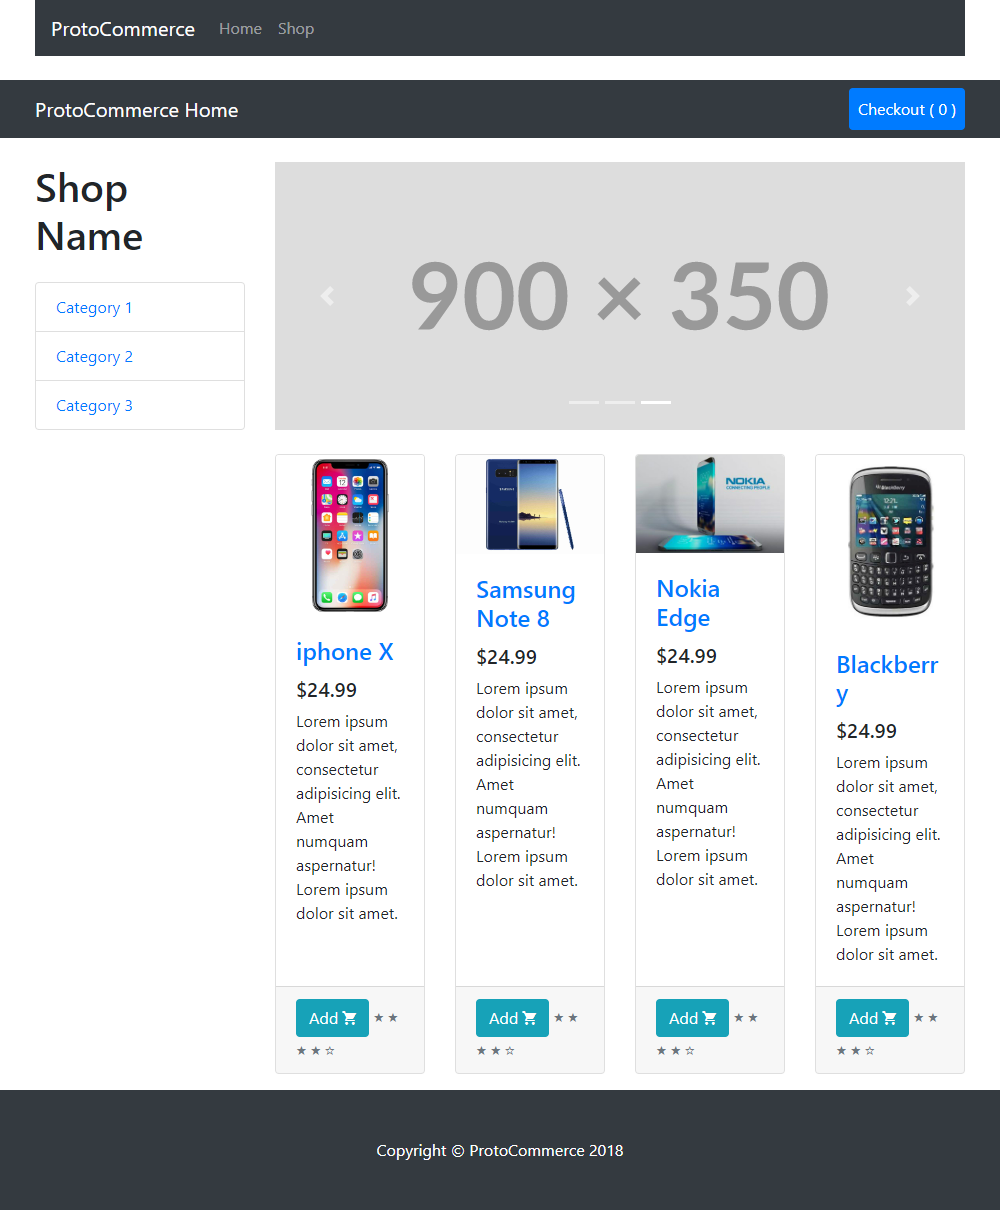 ProtoCommerce Home Shop
ProtoCommerce Home
Checkout ( 0 )
Shop
Name
Category 1
Category 2
Category 3
900 × 350
iphone X
$24.99
Lorem ipsum
dolor sit amet,
consectetur
adipisicing elit.
Amet
numquam
aspernatur!
Lorem ipsum
dolor sit amet.
Add ★ ★
★ ★ ☆
Samsung
Note 8
$24.99
Lorem ipsum
dolor sit amet,
consectetur
adipisicing elit.
Amet
numquam
aspernatur!
Lorem ipsum
dolor sit amet.
Add ★ ★
★ ★ ☆
NOKIA
CONNECTING PEOPLE
Nokia
Edge
$24.99
Lorem ipsum
dolor sit amet,
consectetur
adipisicing elit.
Amet
numquam
aspernatur!
Lorem ipsum
dolor sit amet.
Add ★ ★
★ ★ ☆
BlackBerry
Blackberr
y
$24.99
Lorem ipsum
dolor sit amet,
consectetur
adipisicing elit.
Amet
numquam
aspernatur!
Lorem ipsum
dolor sit amet.
Add ★ ★
★ ★ ☆
Copyright © ProtoCommerce 2018